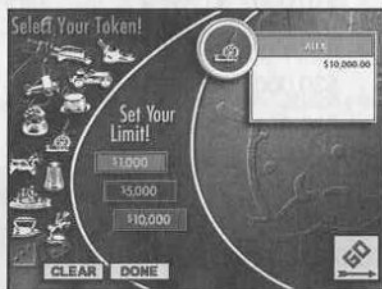 Select Your Token!
ALEX
$10,000.00
Set Your
Limit!
$1,000
$5,000
$10,000
GO
CLEAR DONE